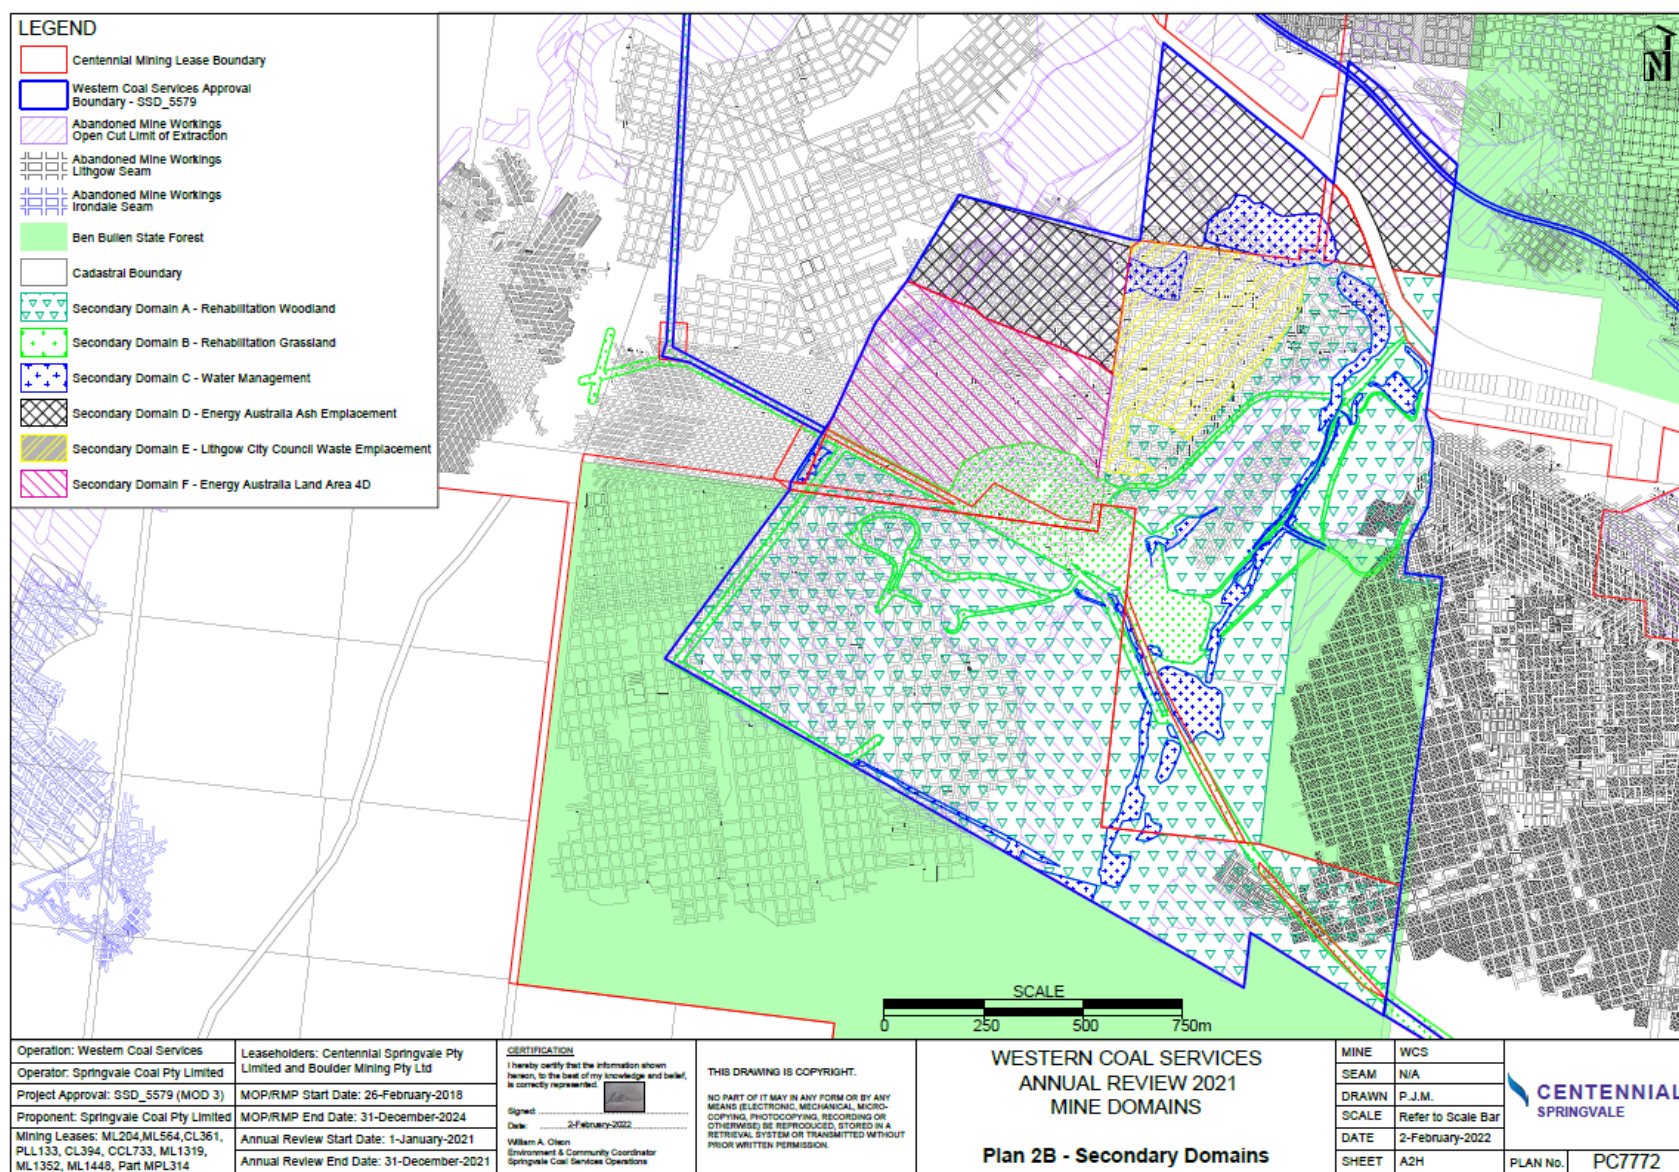 LEGEND
Centennial Mining Lease Boundary
Western Coal Services Approval
Boundary - SSD_5579
Abandoned Mine Workings
Open Cut Limit of Extraction
Abandoned Mine Workings
Lithgow Seam
Abandoned Mine Workings
Irondale Seam
Ben Bullen State Forest
Cadastral Boundary
Secondary Domain A - Rehabilitation Woodland
Secondary Domain B - Rehabilitation Grassland
Secondary Domain C - Water Management
Secondary Domain D - Energy Australia Ash Emplacement
Secondary Domain E - Lithgow City Council Waste Emplacement
Secondary Domain F - Energy Australia Land Area 4D
N
SCALE
0 250 500 750m
Operation: Western Coal Services
Operator: Springvale Coal Pty Limited
Project Approval: SSD_5579 (MOD 3)
Proponent: Springvale Coal Pty Limited
Mining Leases: ML204,ML564,CL361,
PLL133, CL394, CCL733, ML1319,
ML1352, ML1448, Part MPL314
Leaseholders: Centennial Springvale Pty
Limited and Boulder Mining Pty Ltd
MOP/RMP Start Date: 26-February-2018
MOP/RMP End Date: 31-December-2024
Annual Review Start Date: 1-January-2021
Annual Review End Date: 31-December-2021
CERTIFICATION
I hereby certify that the information shown
hereon, to the best of my knowledge and belief,
is correctly represented.
Signed:
Date: 2-February-2022
William A. Olson
Environment & Community Coordinator
Springvale Coal Services Operations
THIS DRAWING IS COPYRIGHT.
NO PART OF IT MAY IN ANY FORM OR BY ANY
MEANS (ELECTRONIC, MECHANICAL, MICRO-
COPYING, PHOTOCOPYING, RECORDING OR
OTHERWISE) BE REPRODUCED, STORED IN A
RETRIEVAL SYSTEM OR TRANSMITTED WITHOUT
PRIOR WRITTEN PERMISSION.
WESTERN COAL SERVICES
ANNUAL REVIEW 2021
MINE DOMAINS
Plan 2B - Secondary Domains
MINE WCS
SEAM N/A
DRAWN P.J.M.
SCALE Refer to Scale Bar
DATE 2-February-2022
SHEET A2H
CENTENNIAL
SPRINGVALE
PLAN No. PC7772